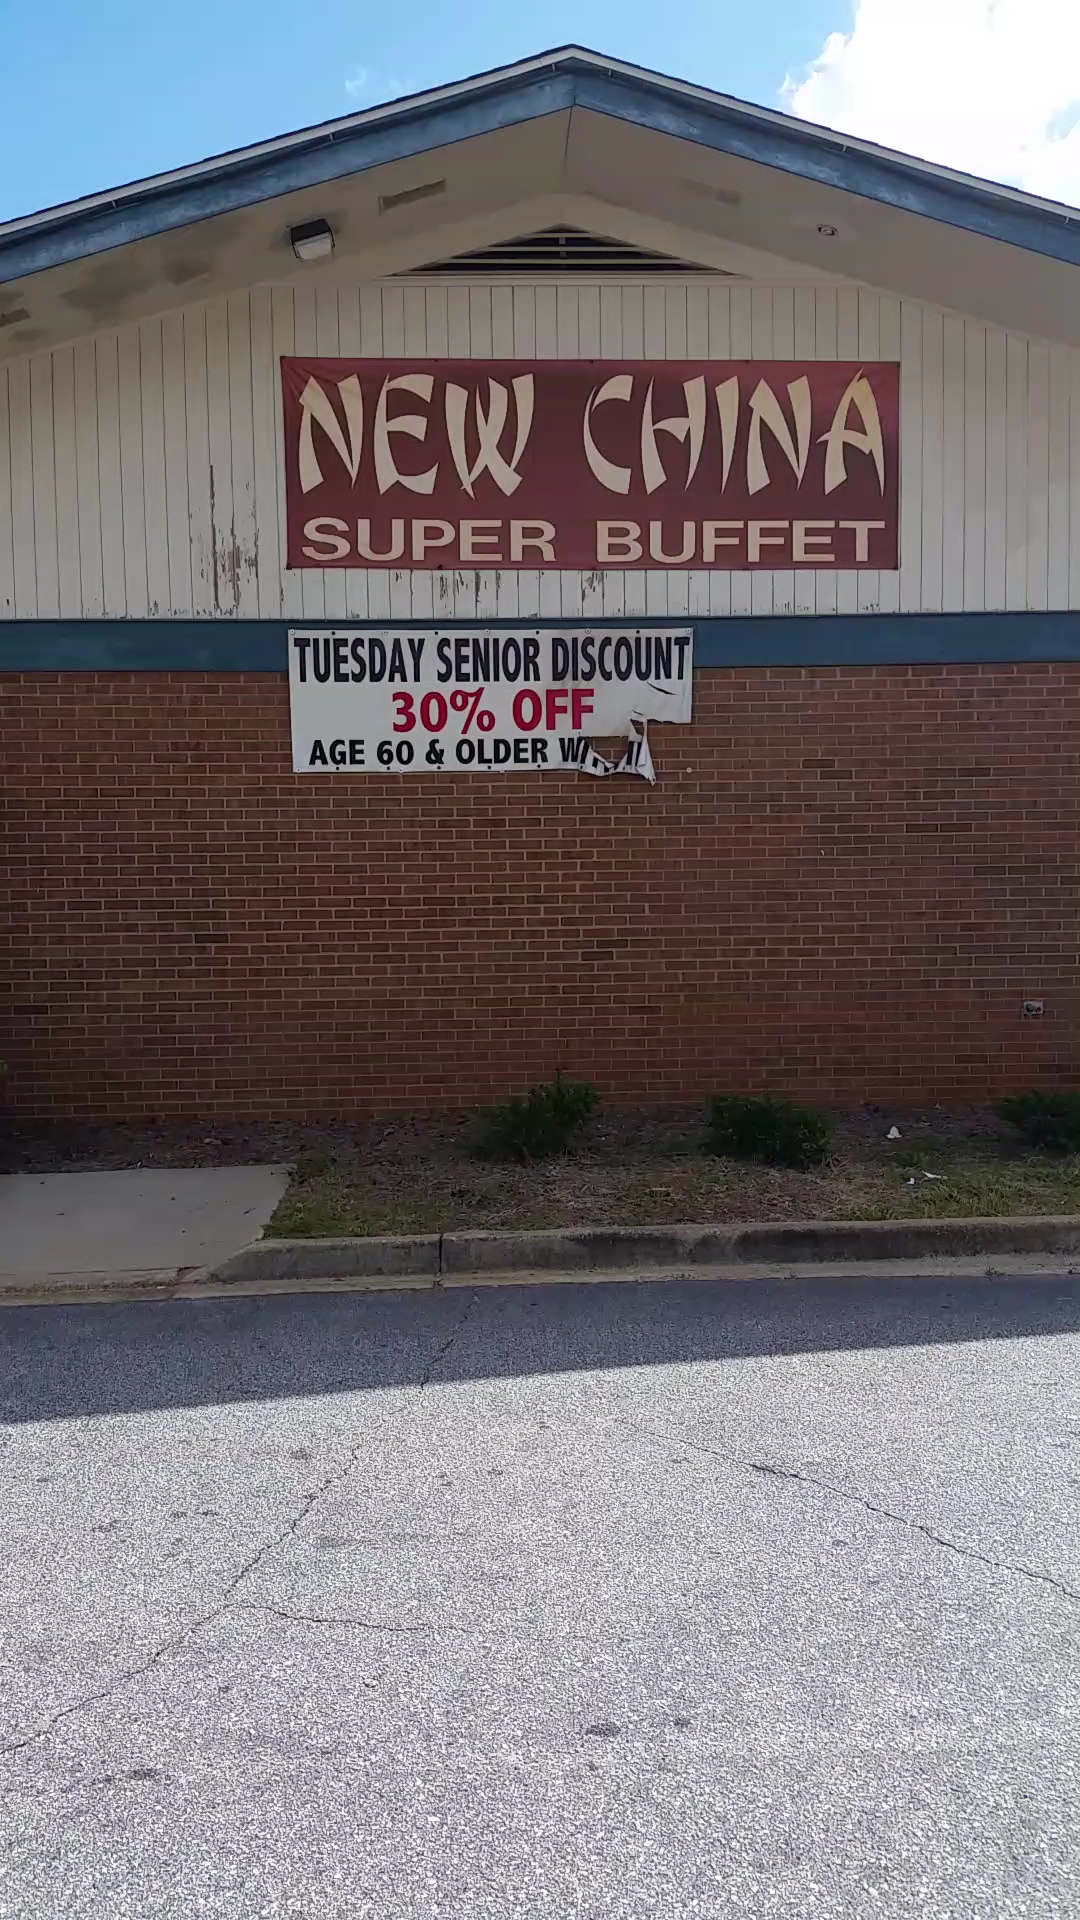 NEW CHINA
SUPER BUFFET
TUESDAY SENIOR DISCOUNT
30% OFF
AGE 60 & OLDER